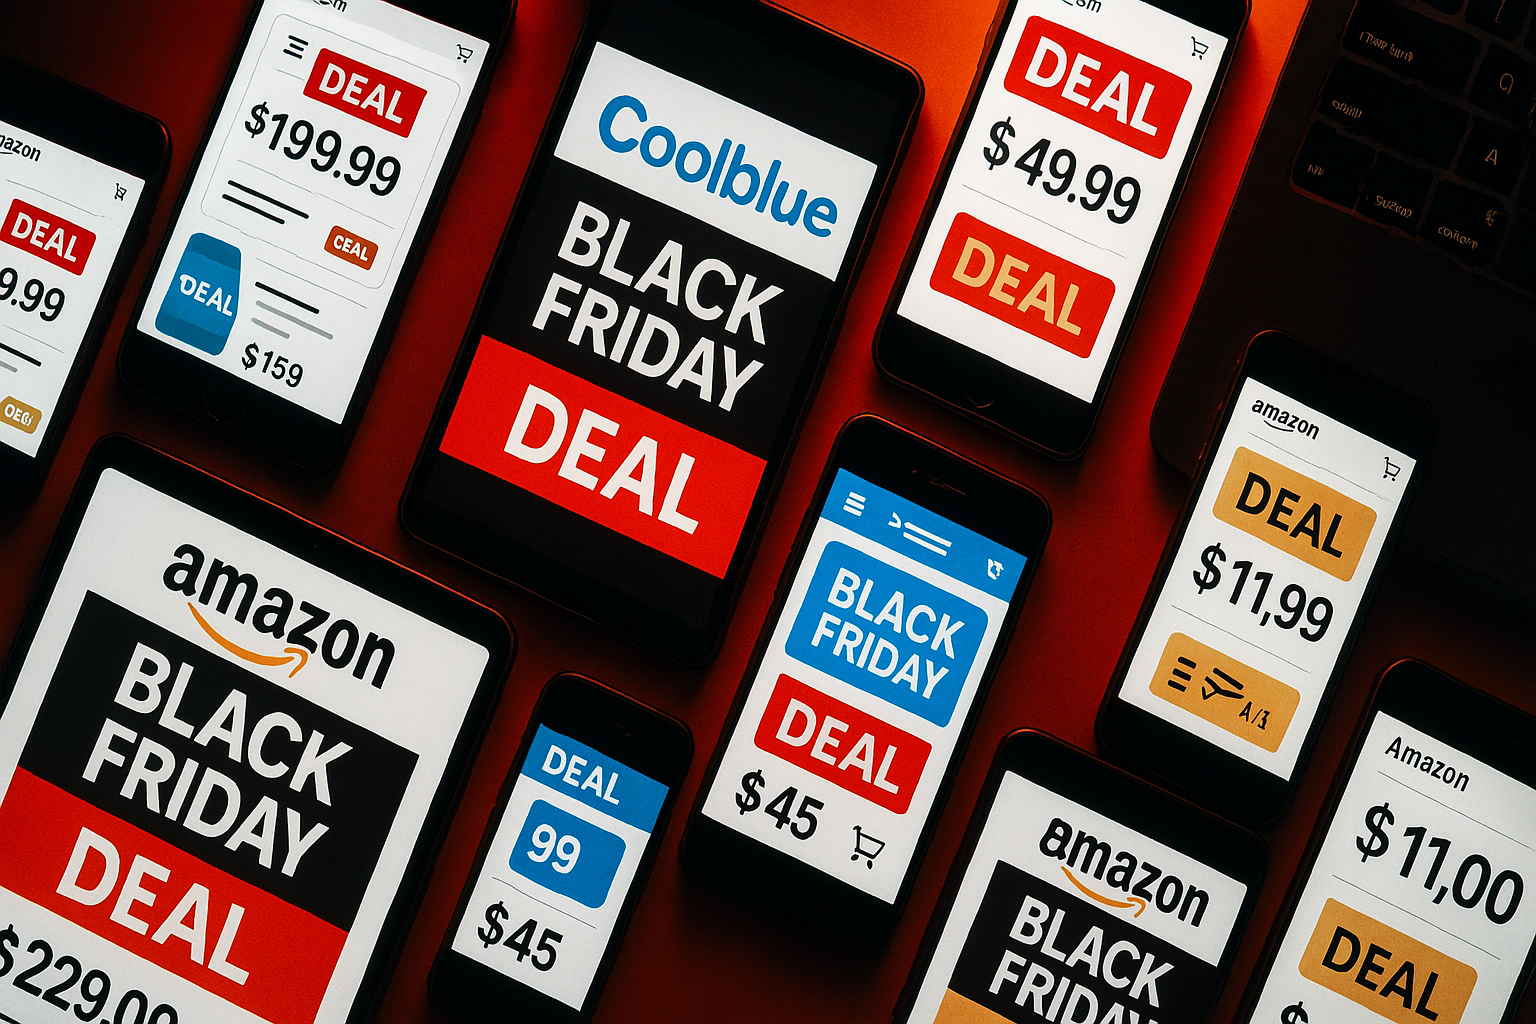 amazon
DEAL
9.99
DEAL
$199.99
CEAL
DEAL
$159
Coolblue
BLACK
FRIDAY
DEAL
DEAL
$49.99
DEAL
amazon
BLACK
FRIDAY
DEAL
$229.00
DEAL
99
$45
BLACK
FRIDAY
DEAL
$45
amazon
DEAL
$11,99
amazon
BLACK
FRIDAY
Amazon
$11,00
DEAL
$
A